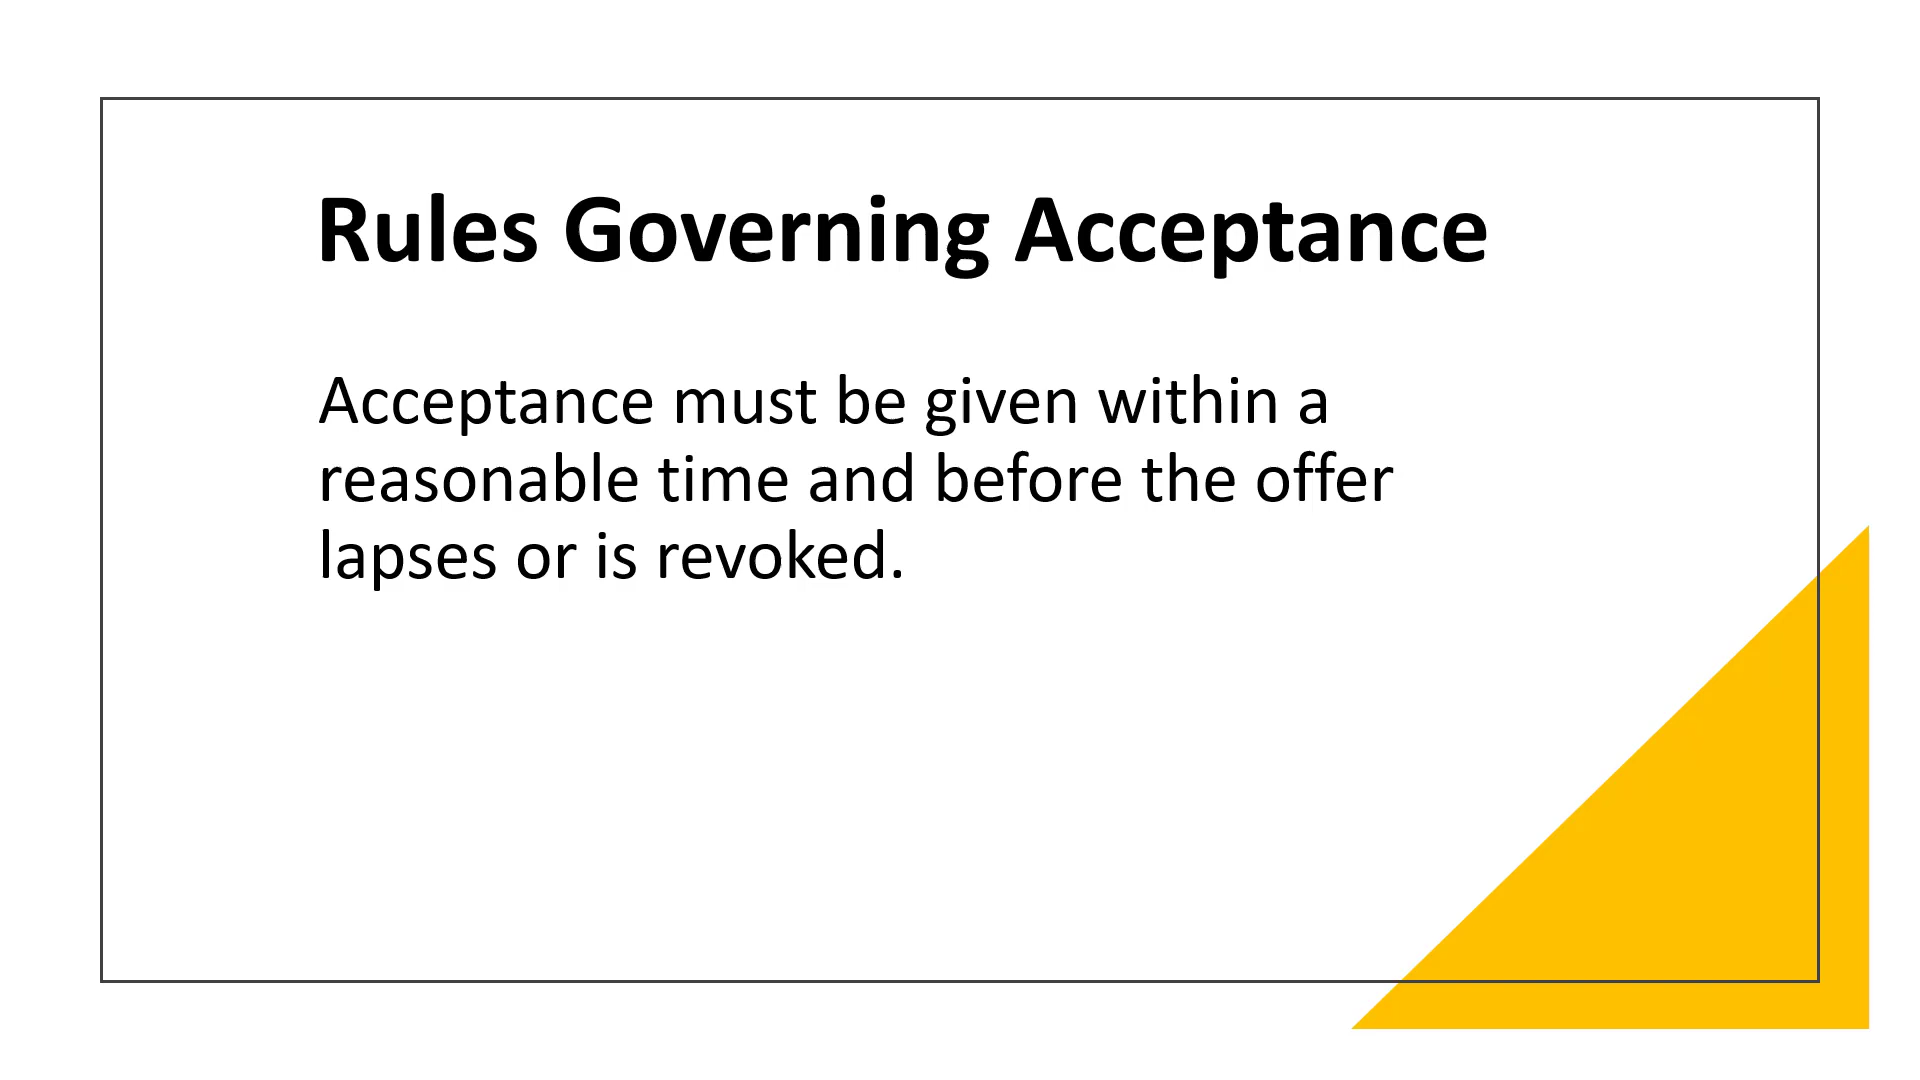 Rules Governing Acceptance
Acceptance must be given within a
reasonable time and before the offer
lapses or is revoked.